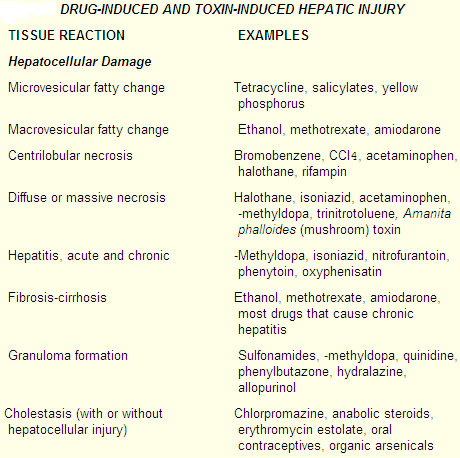 DRUG-INDUCED AND TOXIN-INDUCED HEPATIC INJURY
TISSUE REACTION EXAMPLES
Hepatocellular Damage
Microvesicular fatty change Tetracycline, salicylates, yellow
phosphorus
Macrovesicular fatty change Ethanol, methotrexate, amiodarone
Centrilobular necrosis Bromobenzene, CCl4, acetaminophen,
halothane, rifampin
Diffuse or massive necrosis Halothane, isoniazid, acetaminophen,
-methyldopa, trinitrotoluene, Amanita
phalloides (mushroom) toxin
Hepatitis, acute and chronic -Methyldopa, isoniazid, nitrofurantoin,
phenytoin, oxyphenisatin
Fibrosis-cirrhosis Ethanol, methotrexate, amiodarone,
most drugs that cause chronic
hepatitis
Granuloma formation Sulfonamides, -methyldopa, quinidine,
phenylbutazone, hydralazine,
allopurinol
Cholestasis (with or without Chlorpromazine, anabolic steroids,
hepatocellular injury) erythromycin estolate, oral
contraceptives, organic arsenicals